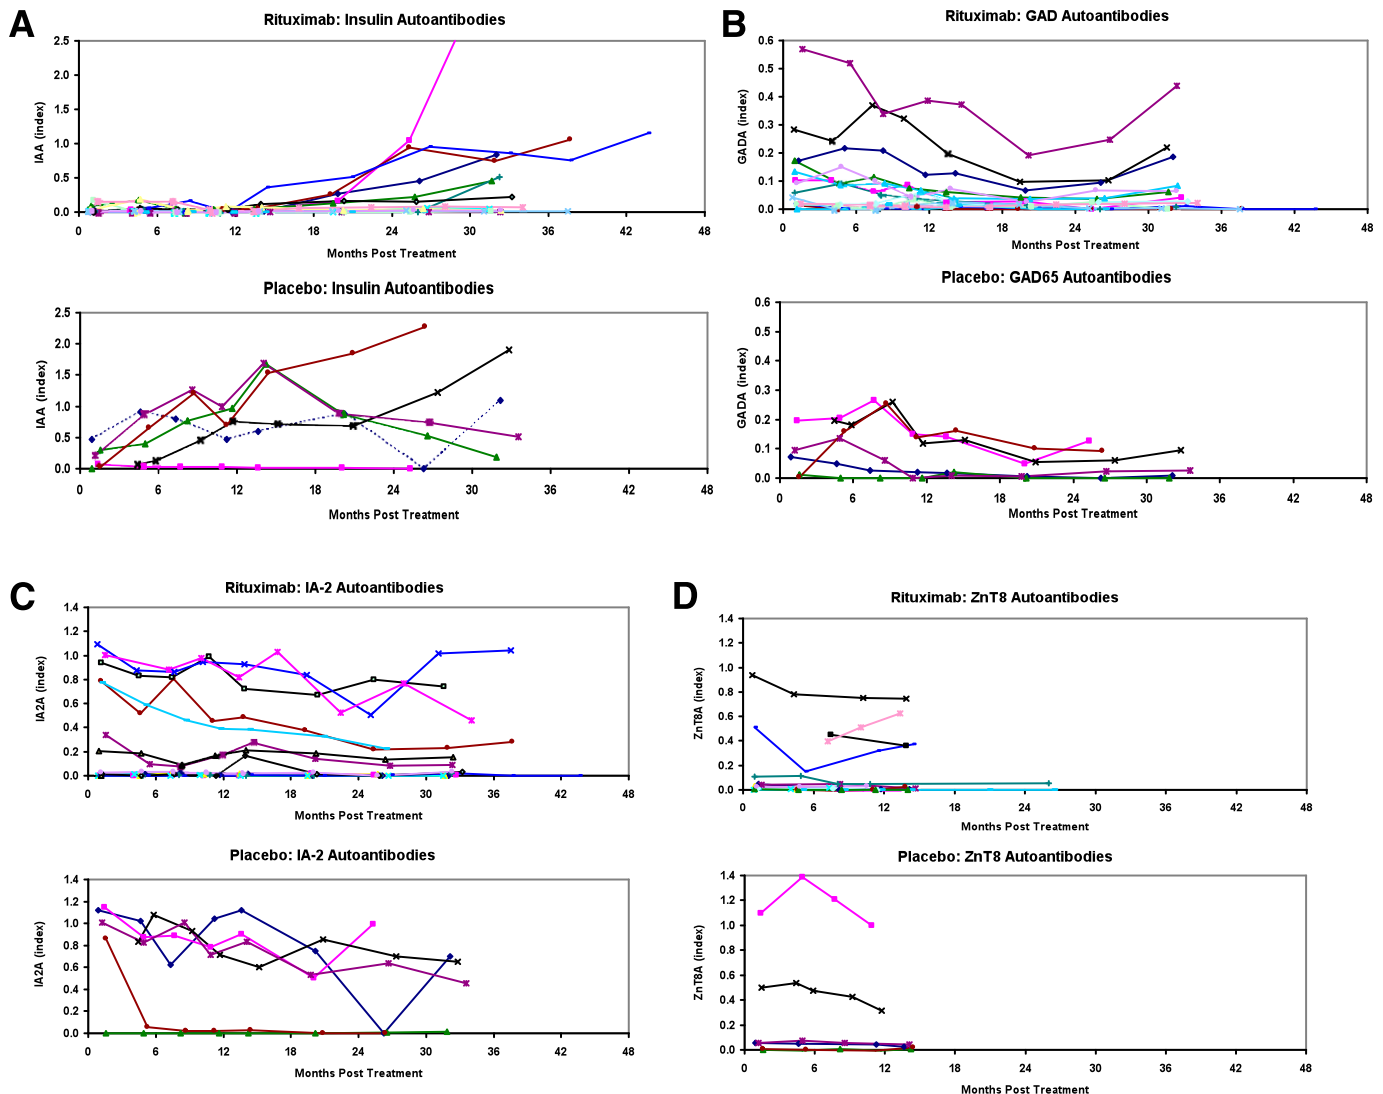 A
Rituximab: Insulin Autoantibodies
IAA (index)
2.5
2.0
1.5
1.0
0.5
0.0
0 6 12 18 24 30 36 42 48
Months Post Treatment
Placebo: Insulin Autoantibodies
IAA (index)
2.5
2.0
1.5
1.0
0.5
0.0
0 6 12 18 24 30 36 42 48
Months Post Treatment
B
Rituximab: GAD Autoantibodies
GADA (index)
0.6
0.5
0.4
0.3
0.2
0.1
0.0
0 6 12 18 24 30 36 42 48
Months Post Treatment
Placebo: GAD65 Autoantibodies
GADA (index)
0.6
0.5
0.4
0.3
0.2
0.1
0.0
0 6 12 18 24 30 36 42 48
Months Post Treatment
C
Rituximab: IA-2 Autoantibodies
IA2A (index)
1.4
1.2
1.0
0.8
0.6
0.4
0.2
0.0
0 6 12 18 24 30 36 42 48
Months Post Treatment
Placebo: IA-2 Autoantibodies
IA2A (index)
1.4
1.2
1.0
0.8
0.6
0.4
0.2
0.0
0 6 12 18 24 30 36 42 48
Months Post Treatment
D
Rituximab: ZnT8 Autoantibodies
ZnT8A (index)
1.4
1.2
1.0
0.8
0.6
0.4
0.2
0.0
0 6 12 18 24 30 36 42 48
Months Post Treatment
Placebo: ZnT8 Autoantibodies
ZnT8A (index)
1.4
1.2
1.0
0.8
0.6
0.4
0.2
0.0
0 6 12 18 24 30 36 42 48
Months Post Treatment